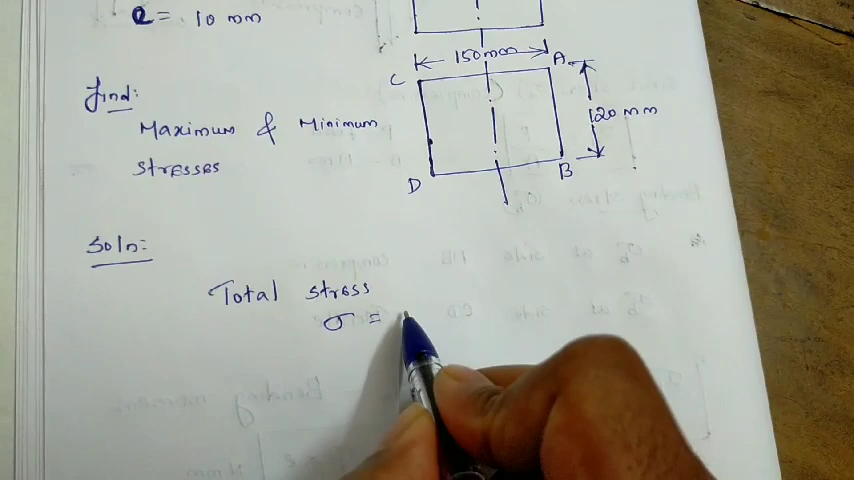 e = 10 mm
150mm
C
A
120 mm
Find:
Maximum & Minimum
stresses
D
B
Soln:
Total stress
σ =